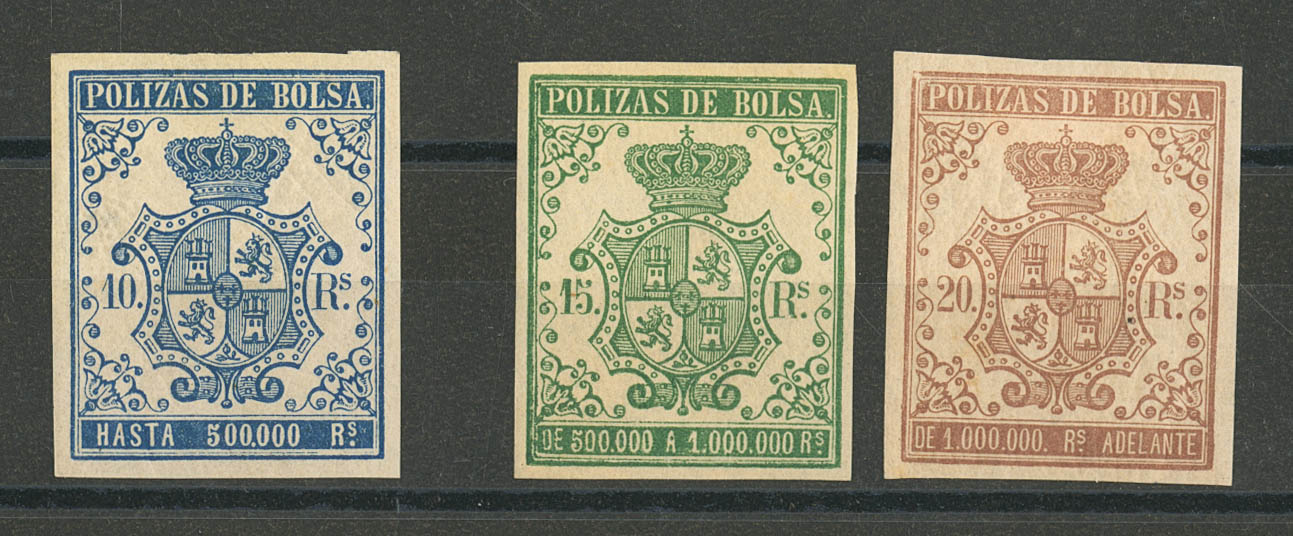 POLIZAS DE BOLSA.
10. Rs.
HASTA 500.000 Rs.
POLIZAS DE BOLSA
15. Rs.
DE 500.000 A 1.000.000 Rs
POLIZAS DE BOLSA.
20. Rs.
DE 1.000.000. Rs ADELANTE